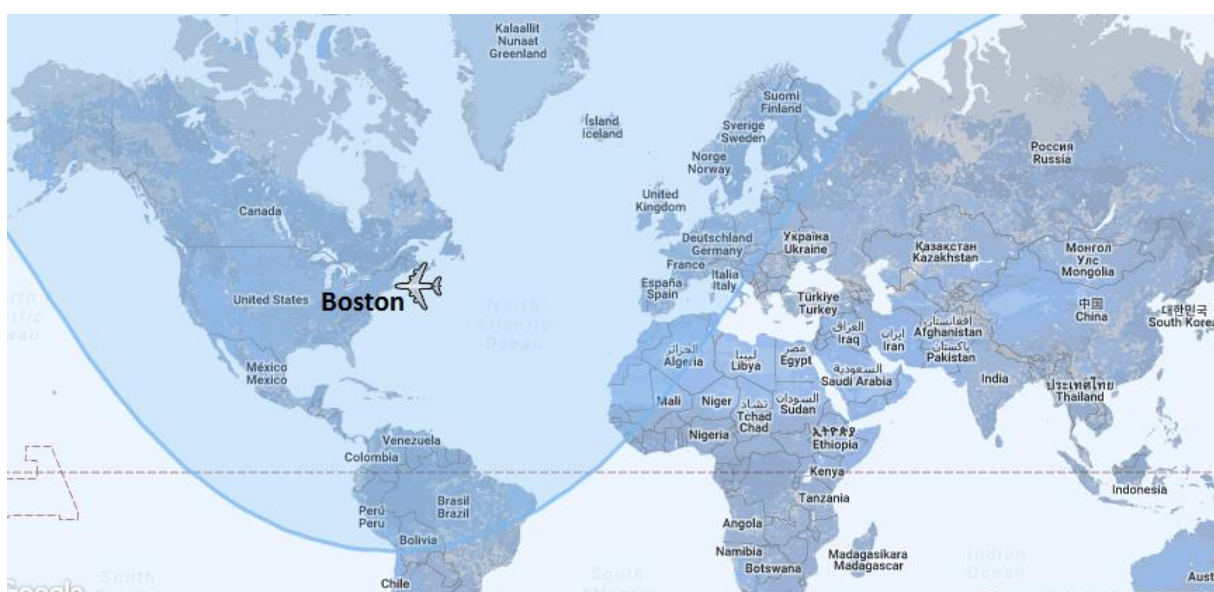 Kalaallit
Nunaat
Greenland
Suomi
Finland
Ísland
Iceland
Sverige
Sweden
Norge
Norway
Россия
Russia
United
Kingdom
Canada
Deutschland
Germany
Україна
Ukraine
Қазақстан
Kazakhstan
Монгол
Улс
Mongolia
France
Italia
Italy
España
Spain
United States
Boston
North
Atlantic
Ocean
Türkiye
Turkey
中国
China
대한민국
South Korea
العراق
Iraq
ایران
Iran
افغانستان
Afghanistan
پاکستان
Pakistan
الجزائر
Algeria
ليبيا
Libya
مصر
Egypt
السعودية
Saudi Arabia
México
Mexico
India
ประเทศไทย
Thailand
Mali
Niger
تشاد
Tchad
Chad
السودان
Sudan
Nigeria
ኢትዮጵያ
Ethiopia
Venezuela
Colombia
Kenya
Indonesia
Brasil
Brazil
Tanzania
Perú
Peru
Angola
Bolivia
Namibia
Botswana
Madagasikara
Madagascar
Indian
Ocean
Chile
South
South
Aust
Google